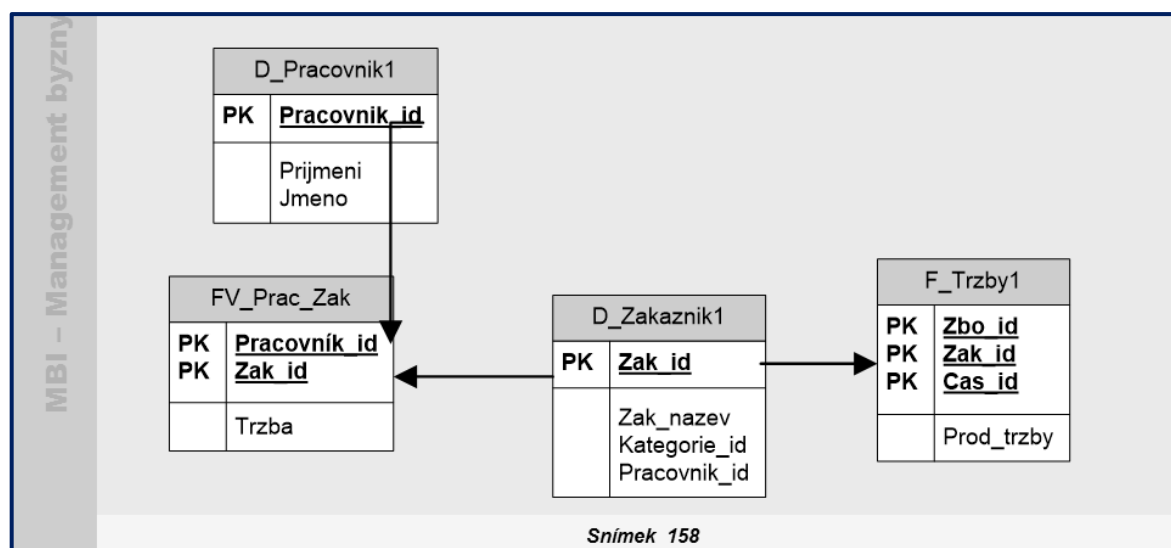 MBI – Management byzny
D_Pracovnik1
PK Pracovnik_id
Prijmeni
Jmeno
FV_Prac_Zak
PK Pracovník_id
PK Zak_id
Trzba
D_Zakaznik1
PK Zak_id
Zak_nazev
Kategorie_id
Pracovnik_id
F_Trzby1
PK Zbo_id
PK Zak_id
PK Cas_id
Prod_trzby
Snímek 158